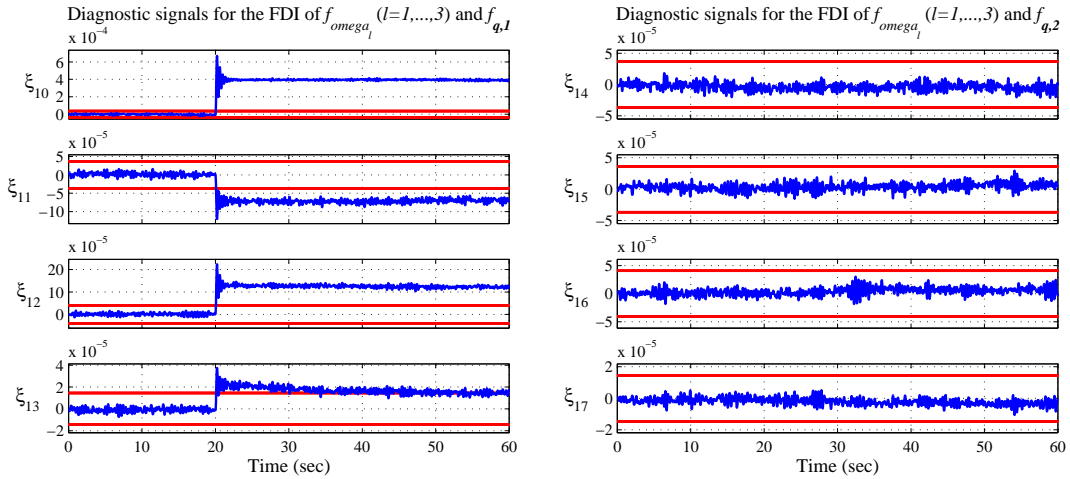 Diagnostic signals for the FDI of f_omega_l (l=1,...,3) and f_q,1
x 10^−4
ξ10
6
4
2
0
x 10^−5
ξ11
5
0
−5
−10
x 10^−5
ξ12
20
10
0
x 10^−5
ξ13
4
2
0
−2
0 10 20 30 40 50 60
Time (sec)
Diagnostic signals for the FDI of f_omega_l (l=1,...,3) and f_q,2
x 10^−5
ξ14
5
0
−5
x 10^−5
ξ15
5
0
−5
x 10^−5
ξ16
5
0
−5
x 10^−5
ξ17
2
0
−2
0 10 20 30 40 50 60
Time (sec)